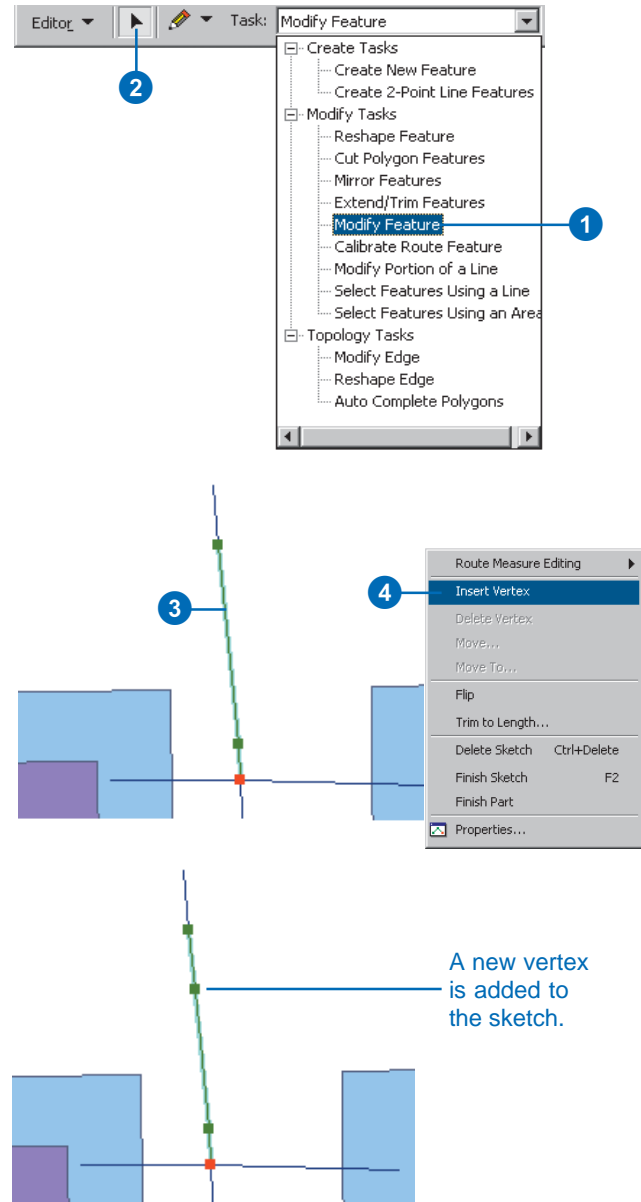 Editor Task: Modify Feature
2
Create Tasks
Create New Feature
Create 2-Point Line Features
Modify Tasks
Reshape Feature
Cut Polygon Features
Mirror Features
Extend/Trim Features
Modify Feature 1
Calibrate Route Feature
Modify Portion of a Line
Select Features Using a Line
Select Features Using an Area
Topology Tasks
Modify Edge
Reshape Edge
Auto Complete Polygons
3
Route Measure Editing
4 Insert Vertex
Delete Vertex
Move...
Move To...
Flip
Trim to Length...
Delete Sketch Ctrl+Delete
Finish Sketch F2
Finish Part
Properties...
A new vertex
is added to
the sketch.